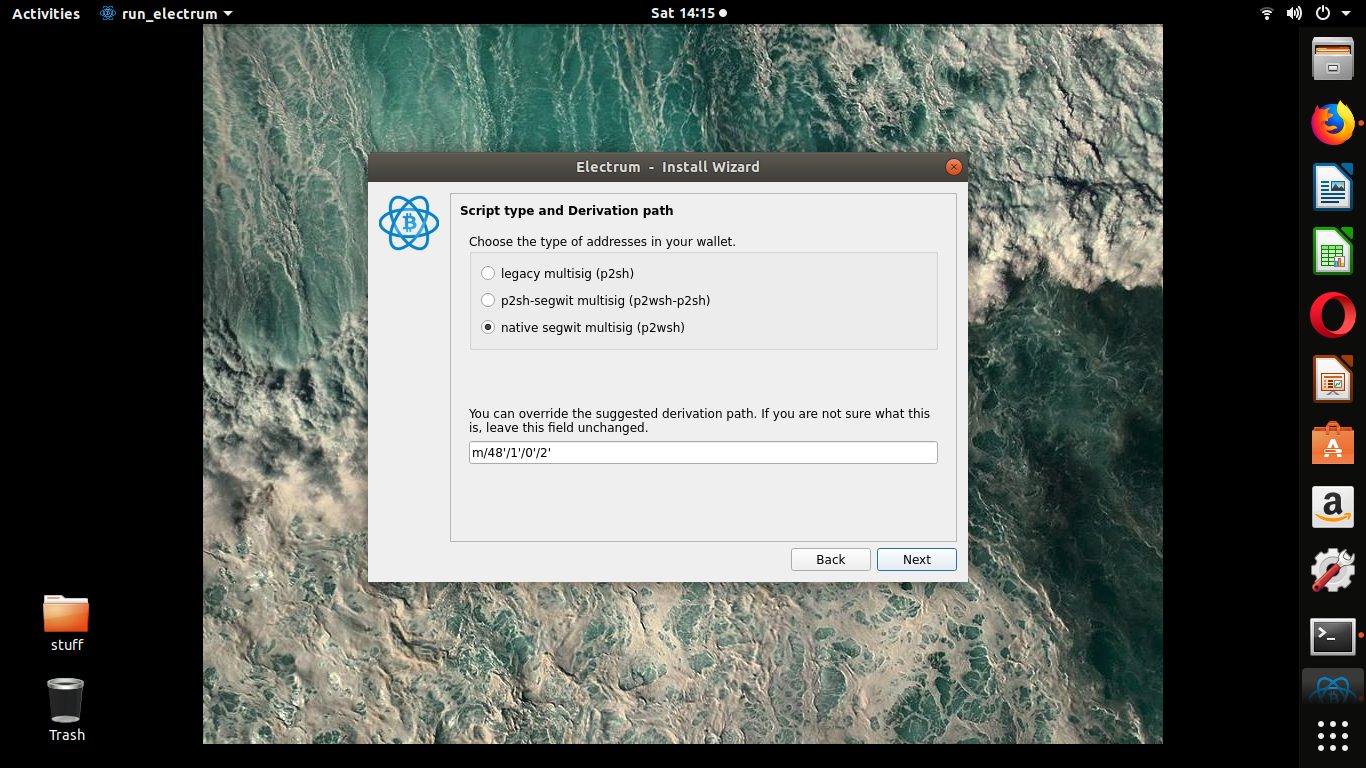 Activities
run_electrum
Sat 14:15
Electrum - Install Wizard
Script type and Derivation path
Choose the type of addresses in your wallet.
legacy multisig (p2sh)
p2sh-segwit multisig (p2wsh-p2sh)
native segwit multisig (p2wsh)
You can override the suggested derivation path. If you are not sure what this
is, leave this field unchanged.
m/48'/1'/0'/2'
Back
Next
stuff
Trash